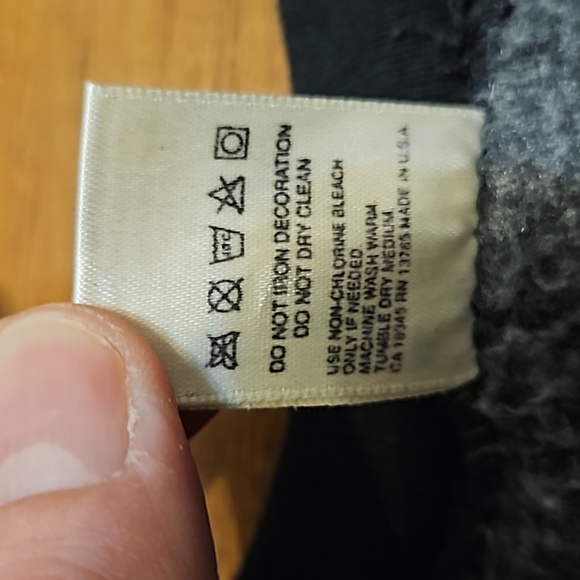 DO NOT IRON DECORATION
DO NOT DRY CLEAN
USE NON-CHLORINE BLEACH
ONLY IF NEEDED
MACHINE WASH WARM
TUMBLE DRY MEDIUM
CA RN 13765 MADE IN U.S.A.